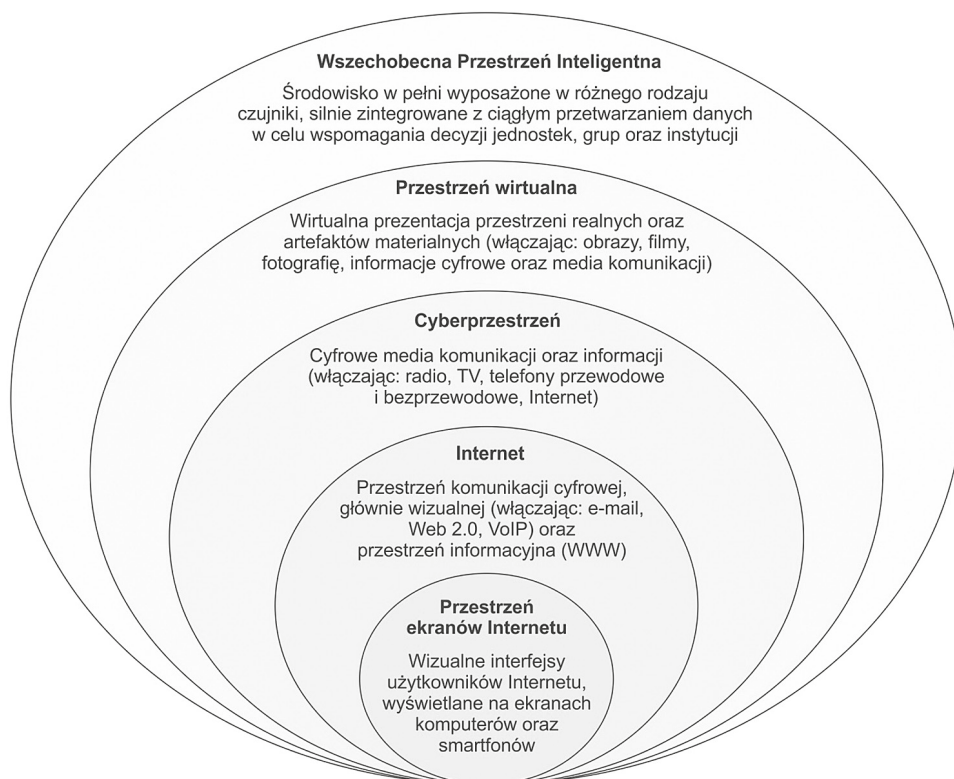 Wszechobecna Przestrzeń Inteligentna
Środowisko w pełni wyposażone w różnego rodzaju
czujniki, silnie zintegrowane z ciągłym przetwarzaniem danych
w celu wspomagania decyzji jednostek, grup oraz instytucji
Przestrzeń wirtualna
Wirtualna prezentacja przestrzeni realnych oraz
artefaktów materialnych (włączając: obrazy, filmy,
fotografię, informacje cyfrowe oraz media komunikacji)
Cyberprzestrzeń
Cyfrowe media komunikacji oraz informacji
(włączając: radio, TV, telefony przewodowe
i bezprzewodowe, Internet)
Internet
Przestrzeń komunikacji cyfrowej,
głównie wizualnej (włączając: e-mail,
Web 2.0, VoIP) oraz
przestrzeń informacyjna (WWW)
Przestrzeń
ekranów Internetu
Wizualne interfejsy
użytkowników Internetu,
wyświetlane na ekranach
komputerów oraz
smartfonów